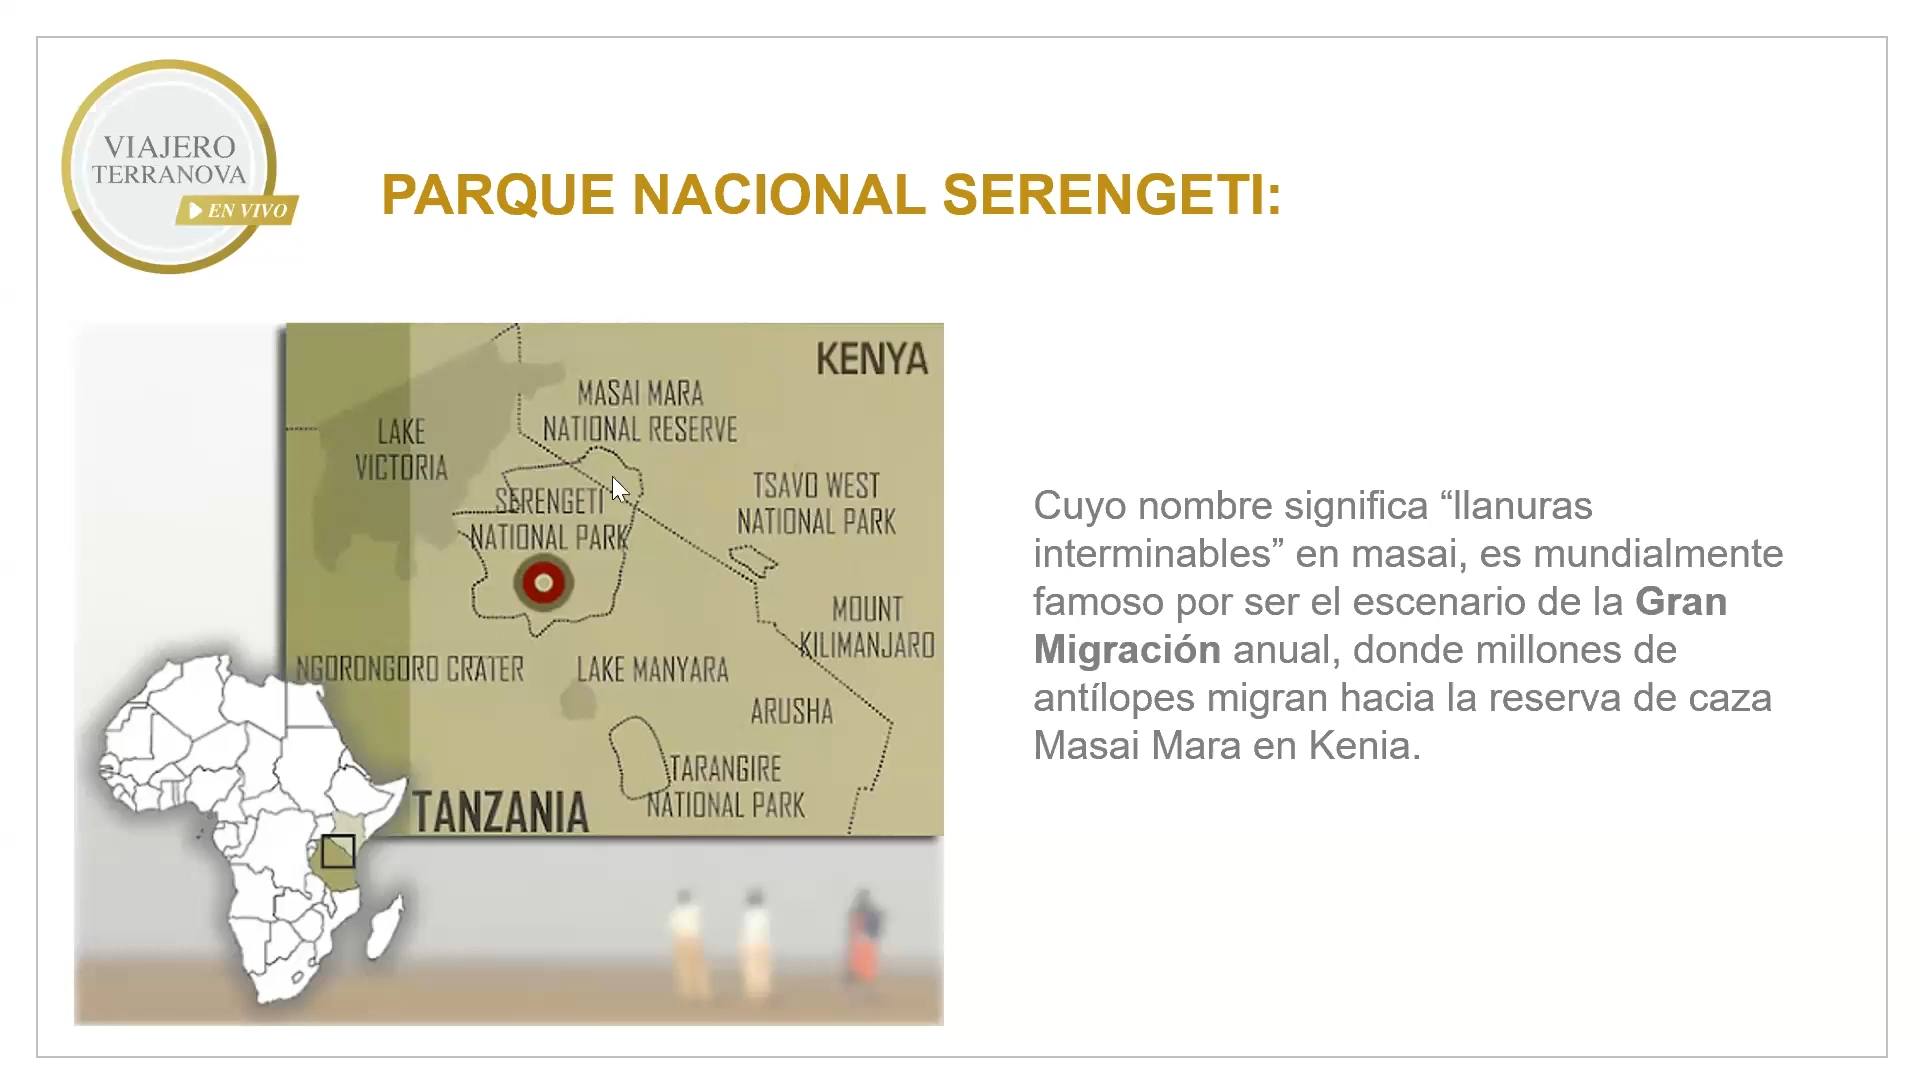 VIAJERO
TERRANOVA
EN VIVO
PARQUE NACIONAL SERENGETI:
KENYA
MASAI MARA
NATIONAL RESERVE
LAKE
VICTORIA
TSAVO WEST
NATIONAL PARK
SERENGETI
NATIONAL PARK
MOUNT
KILIMANJARO
NGORONGORO CRATER
LAKE MANYARA
ARUSHA
TARANGIRE
NATIONAL PARK
TANZANIA
Cuyo nombre significa “llanuras
interminables” en masai, es mundialmente
famoso por ser el escenario de la Gran
Migración anual, donde millones de
antílopes migran hacia la reserva de caza
Masai Mara en Kenia.